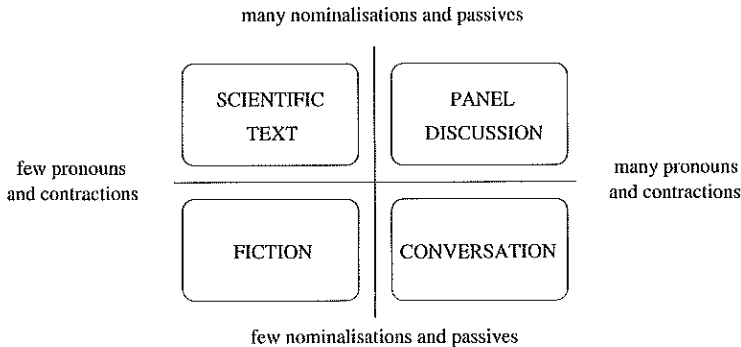 many nominalisations and passives
SCIENTIFIC
TEXT
PANEL
DISCUSSION
few pronouns
and contractions
many pronouns
and contractions
FICTION
CONVERSATION
few nominalisations and passives